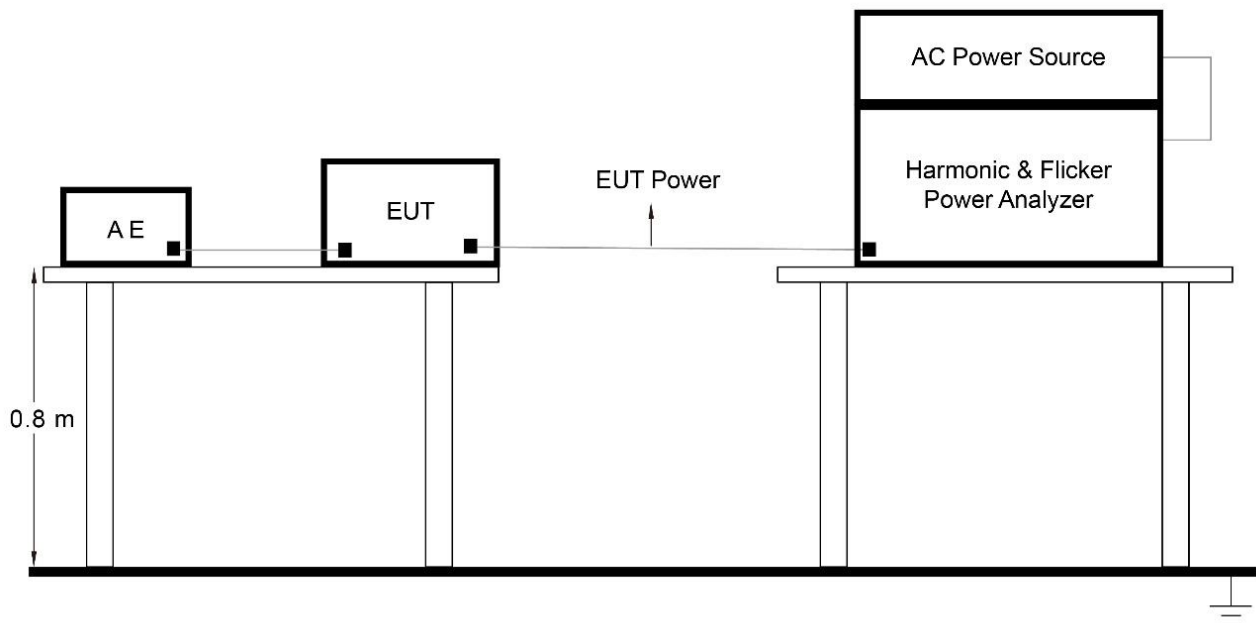 AC Power Source
Harmonic & Flicker
Power Analyzer
EUT Power
EUT
A E
0.8 m